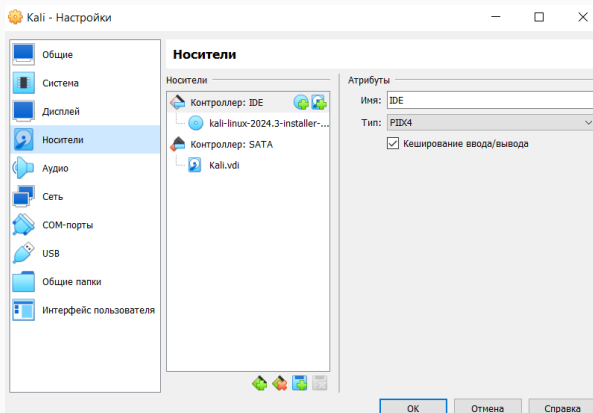 Kali - Настройки
Общие
Система
Дисплей
Носители
Аудио
Сеть
COM-порты
USB
Общие папки
Интерфейс пользователя
Носители
Носители
Контроллер: IDE
kali-linux-2024.3-installer-...
Контроллер: SATA
Kali.vdi
Атрибуты
Имя: IDE
Тип: PIIX4
Кеширование ввода/вывода
OK Отмена Справка